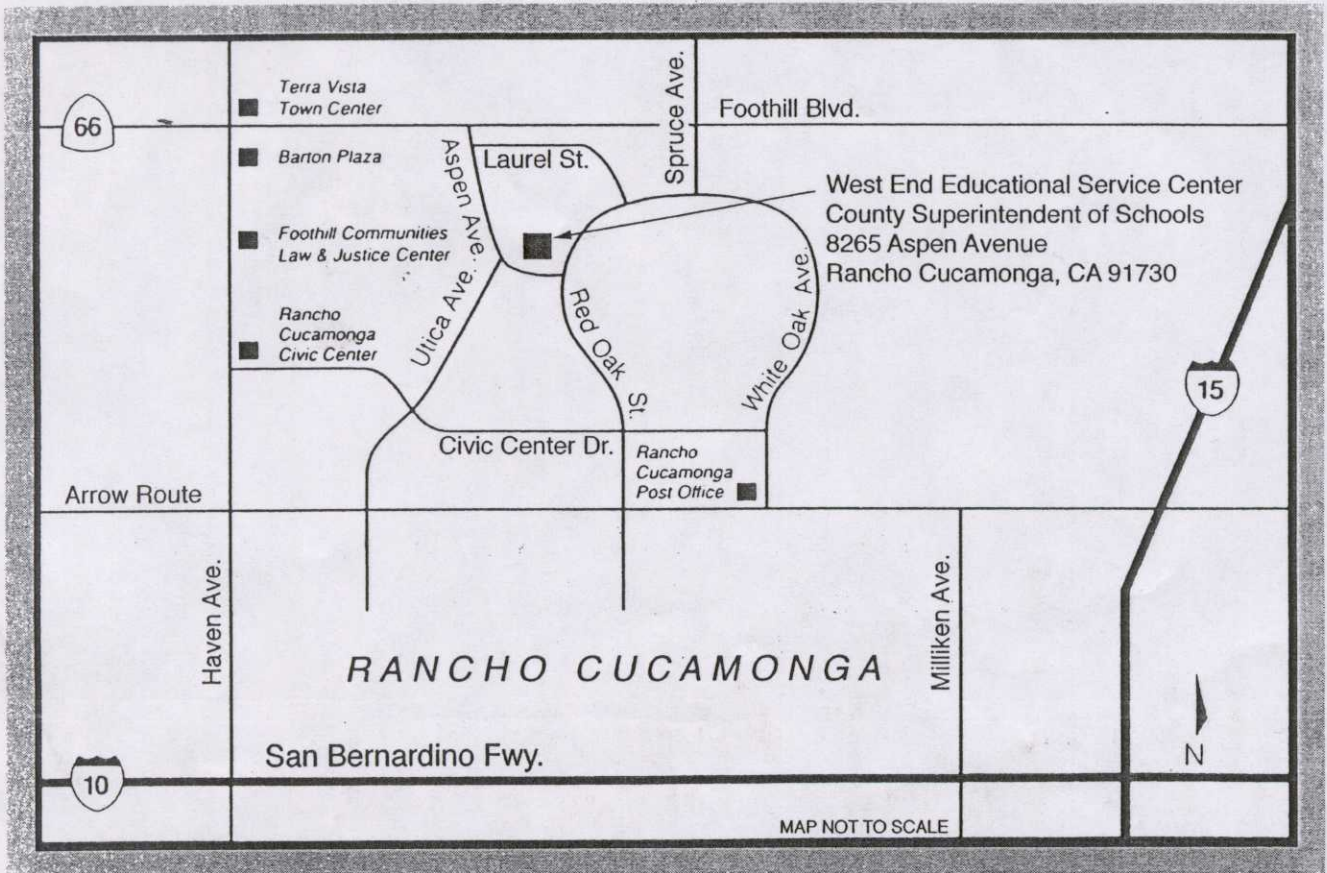 Terra Vista
Town Center
Spruce Ave.
Foothill Blvd.
66
Barton Plaza
Aspen Ave.
Laurel St.
West End Educational Service Center
County Superintendent of Schools
8265 Aspen Avenue
Rancho Cucamonga, CA 91730
Foothill Communities
Law & Justice Center
Utica Ave.
Red Oak St.
White Oak Ave.
Rancho
Cucamonga
Civic Center
15
Civic Center Dr.
Rancho
Cucamonga
Post Office
Arrow Route
Haven Ave.
Milliken Ave.
RANCHO CUCAMONGA
N
San Bernardino Fwy.
10
MAP NOT TO SCALE